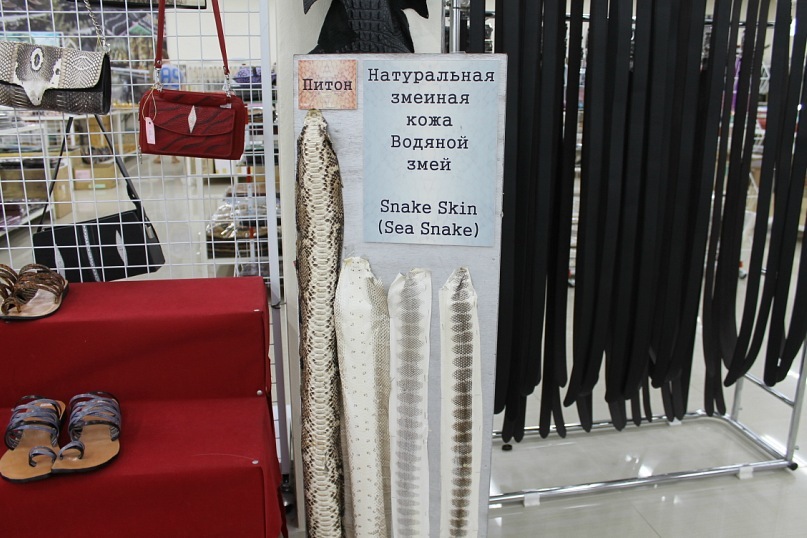 Питон
Натуральная
змеиная
кожа
Водяной
змей
Snake Skin
(Sea Snake)